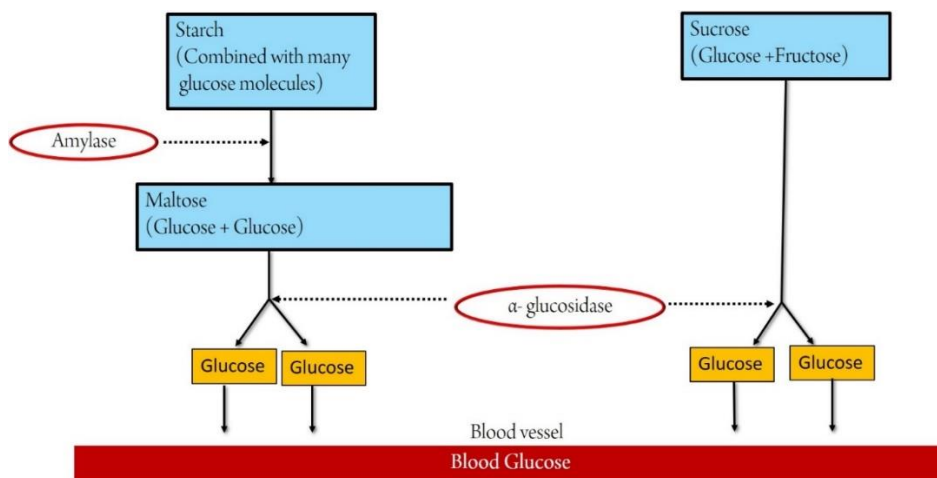 Starch
(Combined with many
glucose molecules)
Sucrose
(Glucose +Fructose)
Amylase
Maltose
(Glucose + Glucose)
α- glucosidase
Glucose
Glucose
Glucose
Glucose
Blood vessel
Blood Glucose